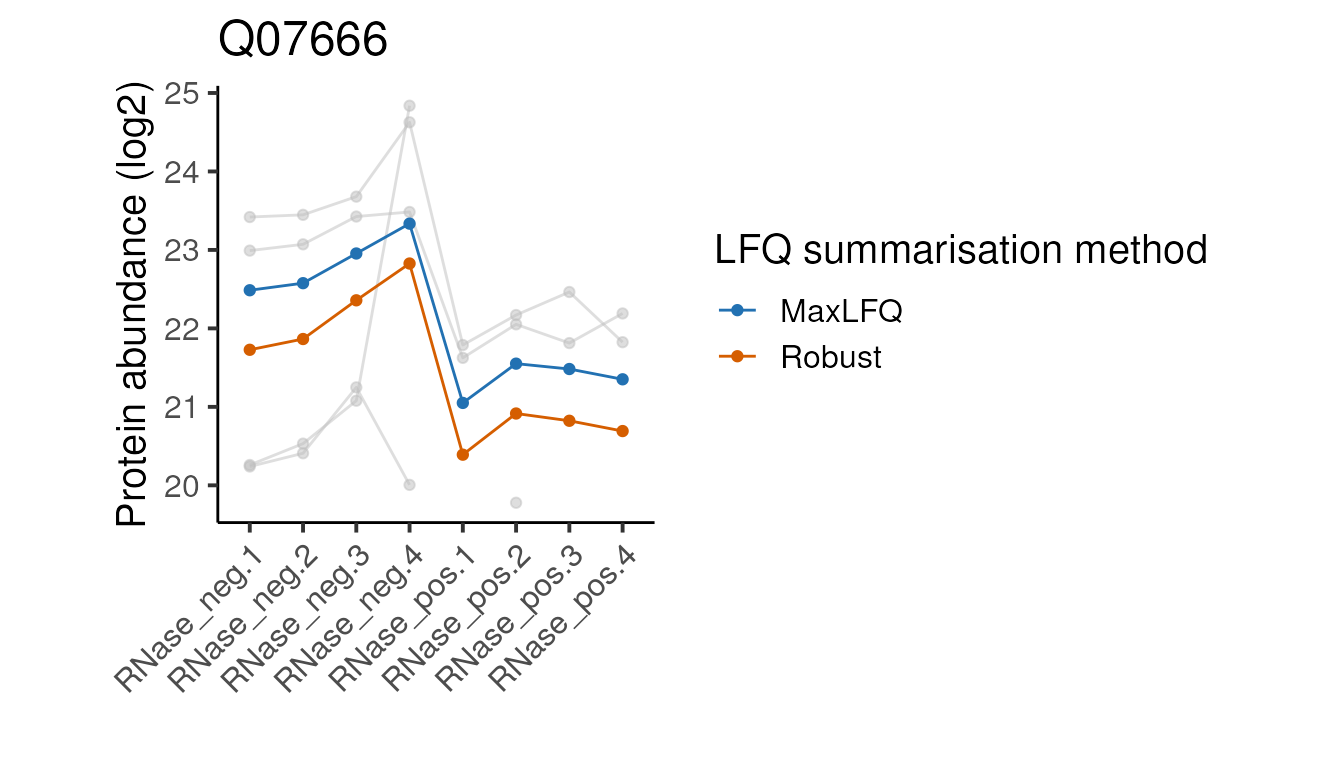 Q07666
Protein abundance (log2)
25
24
23
22
21
20
RNase_neg.1
RNase_neg.2
RNase_neg.3
RNase_neg.4
RNase_pos.1
RNase_pos.2
RNase_pos.3
RNase_pos.4
LFQ summarisation method
MaxLFQ
Robust